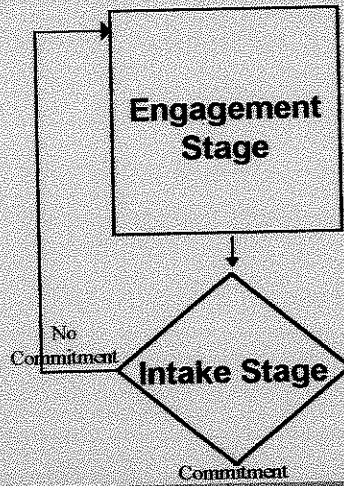 Engagement
Stage
No
Commitment
Intake Stage
Commitment